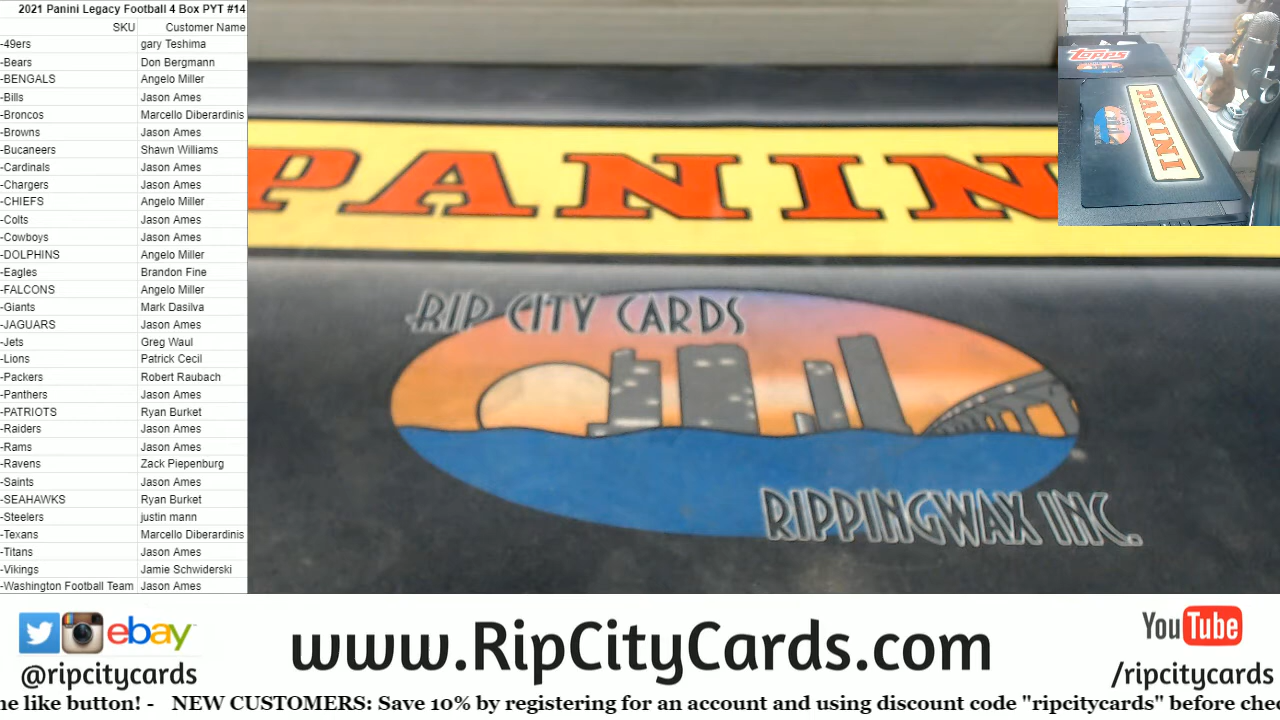 2021 Panini Legacy Football 4 Box PYT #14
SKU Customer Name
-49ers gary Teshima
-Bears Don Bergmann
-BENGALS Angelo Miller
-Bills Jason Ames
-Broncos Marcello Diberardinis
-Browns Jason Ames
-Bucaneers Shawn Williams
-Cardinals Jason Ames
-Chargers Jason Ames
-CHIEFS Angelo Miller
-Colts Jason Ames
-Cowboys Jason Ames
-DOLPHINS Angelo Miller
-Eagles Brandon Fine
-FALCONS Angelo Miller
-Giants Mark Dasilva
-JAGUARS Jason Ames
-Jets Greg Waul
-Lions Patrick Cecil
-Packers Robert Raubach
-Panthers Jason Ames
-PATRIOTS Ryan Burket
-Raiders Jason Ames
-Rams Jason Ames
-Ravens Zack Piepenburg
-Saints Jason Ames
-SEAHAWKS Ryan Burket
-Steelers justin mann
-Texans Marcello Diberardinis
-Titans Jason Ames
-Vikings Jamie Schwiderski
-Washington Football Team Jason Ames
PANIN
RIP CITY CARDS
RIPPINGWAX INC.
Topps
PANINI
ebay
@ripcitycards
www.RipCityCards.com
YouTube
/ripcitycards
ne like button! - NEW CUSTOMERS: Save 10% by registering for an account and using discount code "ripcitycards" before chec